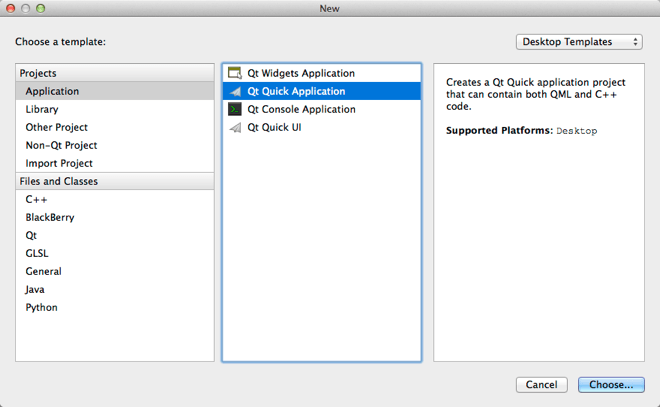 New
Choose a template:
Desktop Templates
Projects
Application
Library
Other Project
Non-Qt Project
Import Project
Files and Classes
C++
BlackBerry
Qt
GLSL
General
Java
Python
Qt Widgets Application
Qt Quick Application
Qt Console Application
Qt Quick UI
Creates a Qt Quick application project
that can contain both QML and C++
code.
Supported Platforms: Desktop
Cancel
Choose...